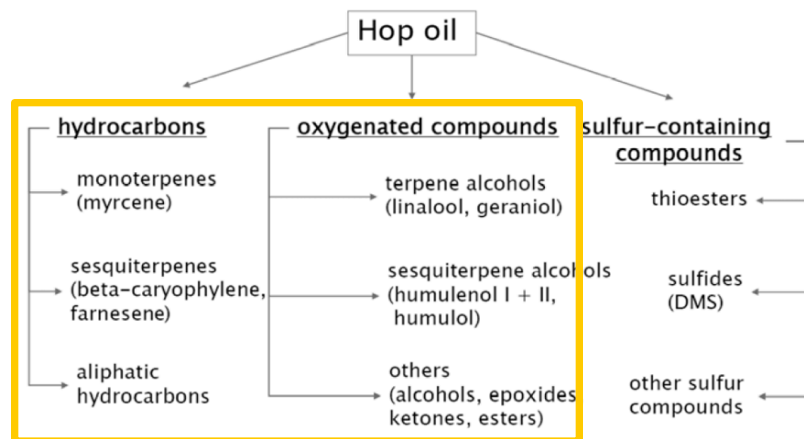 Hop oil
hydrocarbons
monoterpenes
(myrcene)
sesquiterpenes
(beta-caryophylene,
farnesene)
aliphatic
hydrocarbons
oxygenated compounds
terpene alcohols
(linalool, geraniol)
sesquiterpene alcohols
(humulenol I + II,
humulol)
others
(alcohols, epoxides
ketones, esters)
sulfur-containing
compounds
thioesters
sulfides
(DMS)
other sulfur
compounds